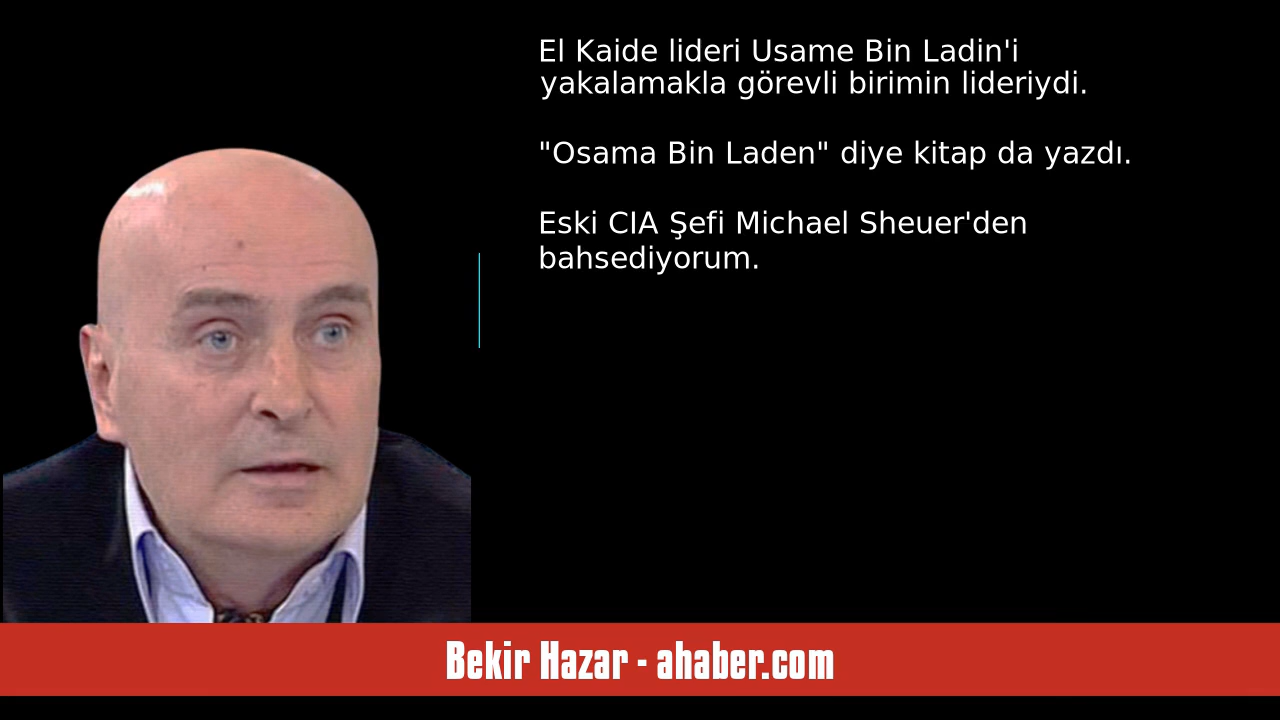 El Kaide lideri Usame Bin Ladin'i
yakalamakla görevli birimin lideriydi.
"Osama Bin Laden" diye kitap da yazdı.
Eski CIA Şefi Michael Sheuer'den
bahsediyorum.
Bekir Hazar - ahaber.com